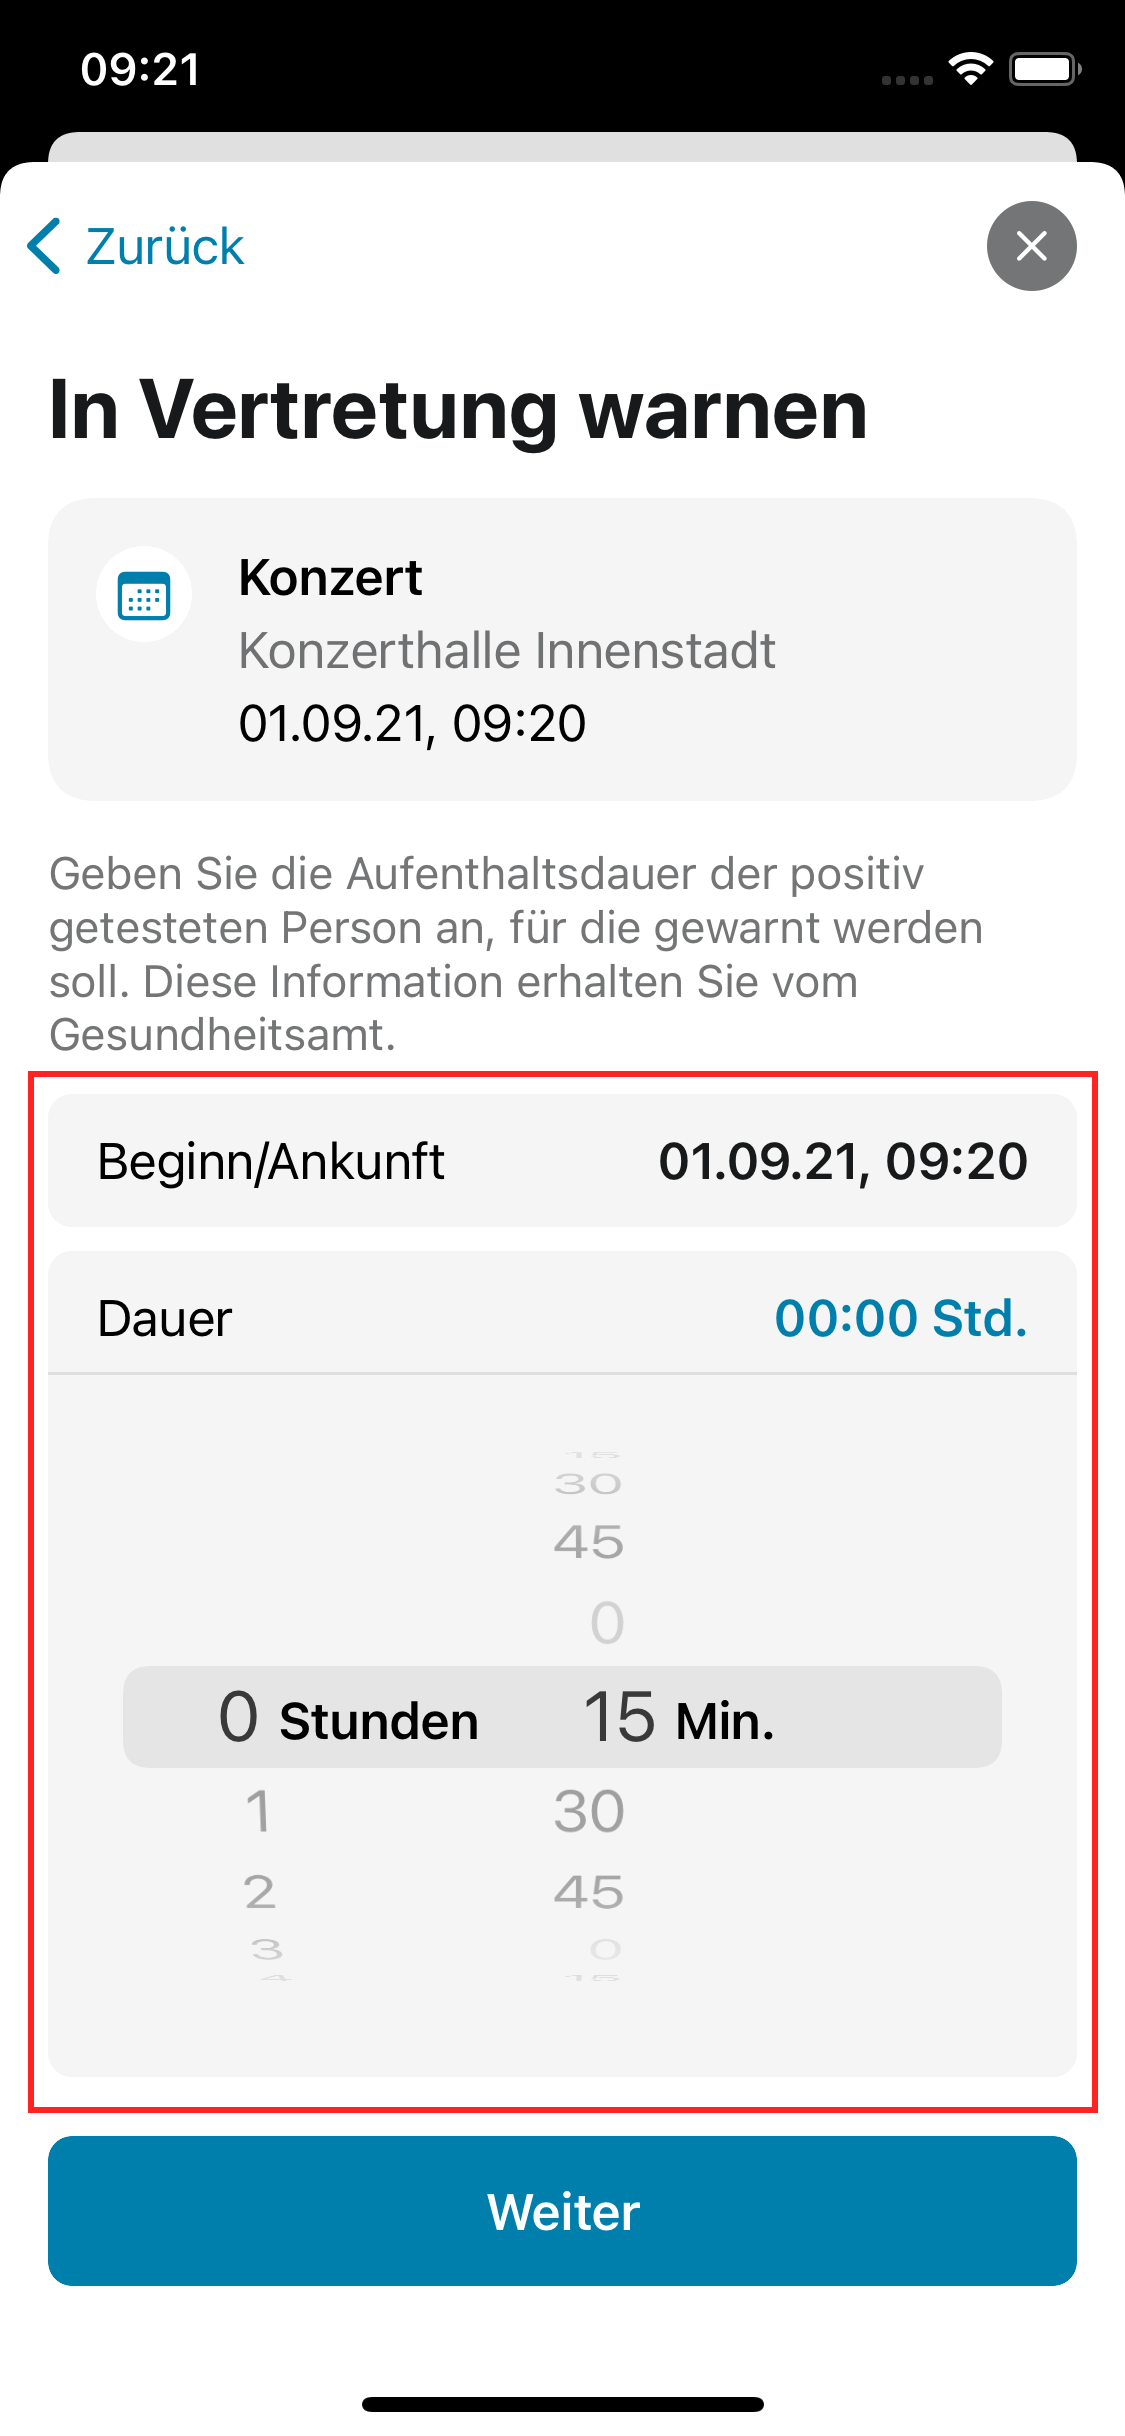 09:21
Zurück
In Vertretung warnen
Konzert
Konzerthalle Innenstadt
01.09.21, 09:20
Geben Sie die Aufenthaltsdauer der positiv
getesteten Person an, für die gewarnt werden
soll. Diese Information erhalten Sie vom
Gesundheitsamt.
Beginn/Ankunft 01.09.21, 09:20
Dauer 00:00 Std.
15
30
45
0
0 Stunden 15 Min.
1 30
2 45
3 0
4 15
Weiter